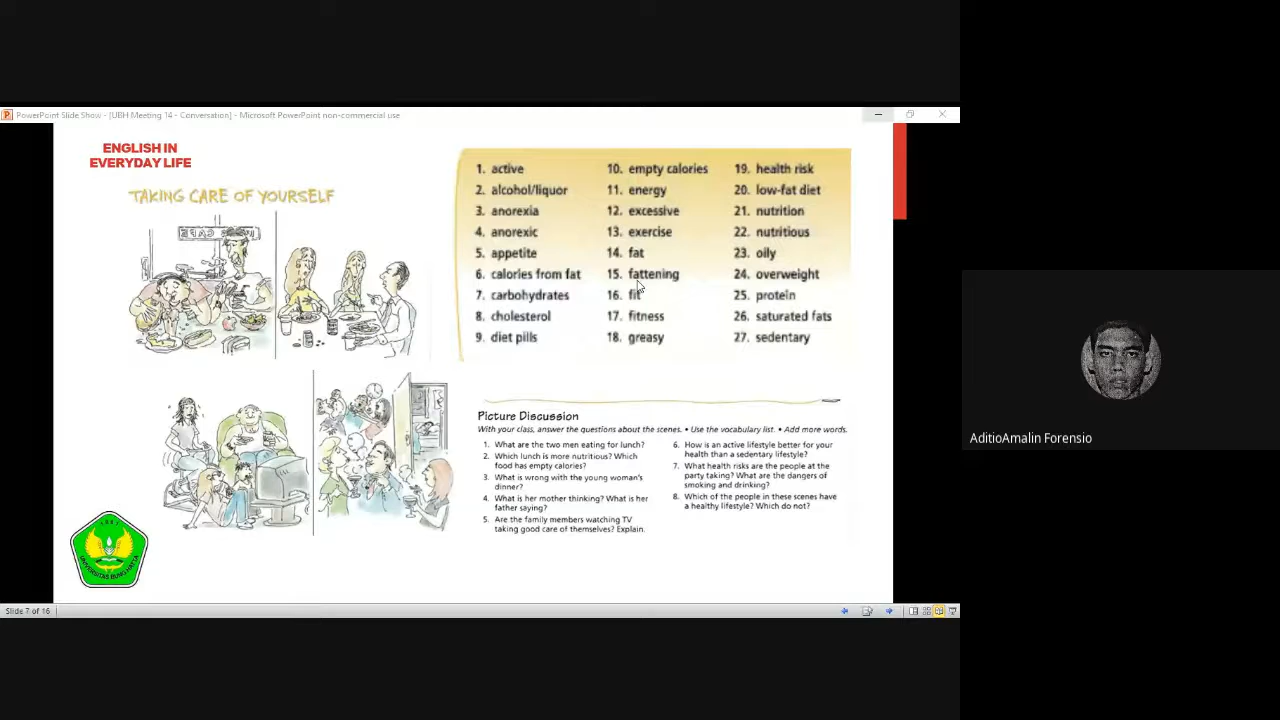 PowerPoint Slide Show - [UBH Meeting 14 - Conversation] - Microsoft PowerPoint non-commercial use
ENGLISH IN
EVERYDAY LIFE
TAKING CARE OF YOURSELF
1. active
2. alcohol/liquor
3. anorexia
4. anorexic
5. appetite
6. calories from fat
7. carbohydrates
8. cholesterol
9. diet pills
10. empty calories
11. energy
12. excessive
13. exercise
14. fat
15. fattening
16. fit
17. fitness
18. greasy
19. health risk
20. low-fat diet
21. nutrition
22. nutritious
23. oily
24. overweight
25. protein
26. saturated fats
27. sedentary
Picture Discussion
With your class, answer the questions about the scenes. • Use the vocabulary list. • Add more words.
1. What are the two men eating for lunch?
2. Which lunch is more nutritious? Which
food has empty calories?
3. What is wrong with the young woman's
dinner?
4. What is her mother thinking? What is her
father saying?
5. Are the family members watching TV
taking good care of themselves? Explain.
6. How is an active lifestyle better for your
health than a sedentary lifestyle?
7. What health risks are the people at the
party taking? What are the dangers of
smoking and drinking?
8. Which of the people in these scenes have
a healthy lifestyle? Which do not?
1981
UNIVERSITAS BUNG HATTA
Slide 7 of 16
AditioAmalin Forensio